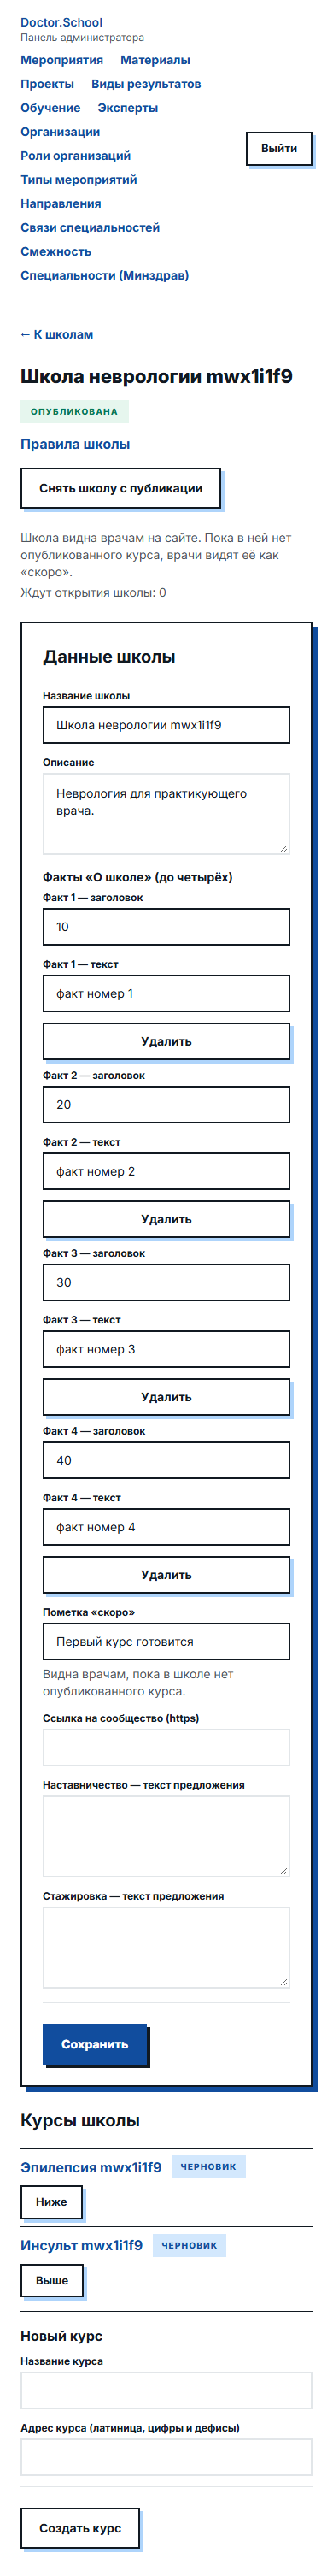 Doctor.School
Панель администратора
Мероприятия Материалы
Проекты Виды результатов
Обучение Эксперты
Организации
Роли организаций
Типы мероприятий
Направления
Связи специальностей
Смежность
Специальности (Минздрав)
Выйти
← К школам
Школа неврологии mwx1i1f9
ОПУБЛИКОВАНА
Правила школы
Снять школу с публикации
Школа видна врачам на сайте. Пока в ней нет
опубликованного курса, врачи видят её как
«скоро».
Ждут открытия школы: 0
Данные школы
Название школы
Школа неврологии mwx1i1f9
Описание
Неврология для практикующего
врача.
Факты «О школе» (до четырёх)
Факт 1 — заголовок
10
Факт 1 — текст
факт номер 1
Удалить
Факт 2 — заголовок
20
Факт 2 — текст
факт номер 2
Удалить
Факт 3 — заголовок
30
Факт 3 — текст
факт номер 3
Удалить
Факт 4 — заголовок
40
Факт 4 — текст
факт номер 4
Удалить
Пометка «скоро»
Первый курс готовится
Видна врачам, пока в школе нет
опубликованного курса.
Ссылка на сообщество (https)
Наставничество — текст предложения
Стажировка — текст предложения
Сохранить
Курсы школы
Эпилепсия mwx1i1f9 ЧЕРНОВИК
Ниже
Инсульт mwx1i1f9 ЧЕРНОВИК
Выше
Новый курс
Название курса
Адрес курса (латиница, цифры и дефисы)
Создать курс